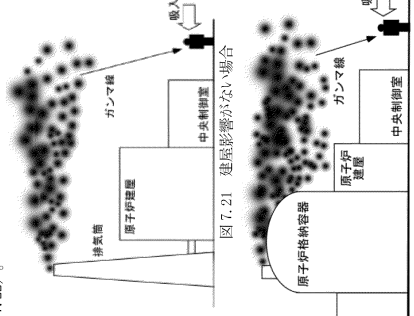 。
吸入
ガンマ線
排気筒
原子炉建屋
中央制御室
図 7.21 建屋影響がない場合
ガンマ線
原子炉格納容器
原子炉
建屋
中央制御室